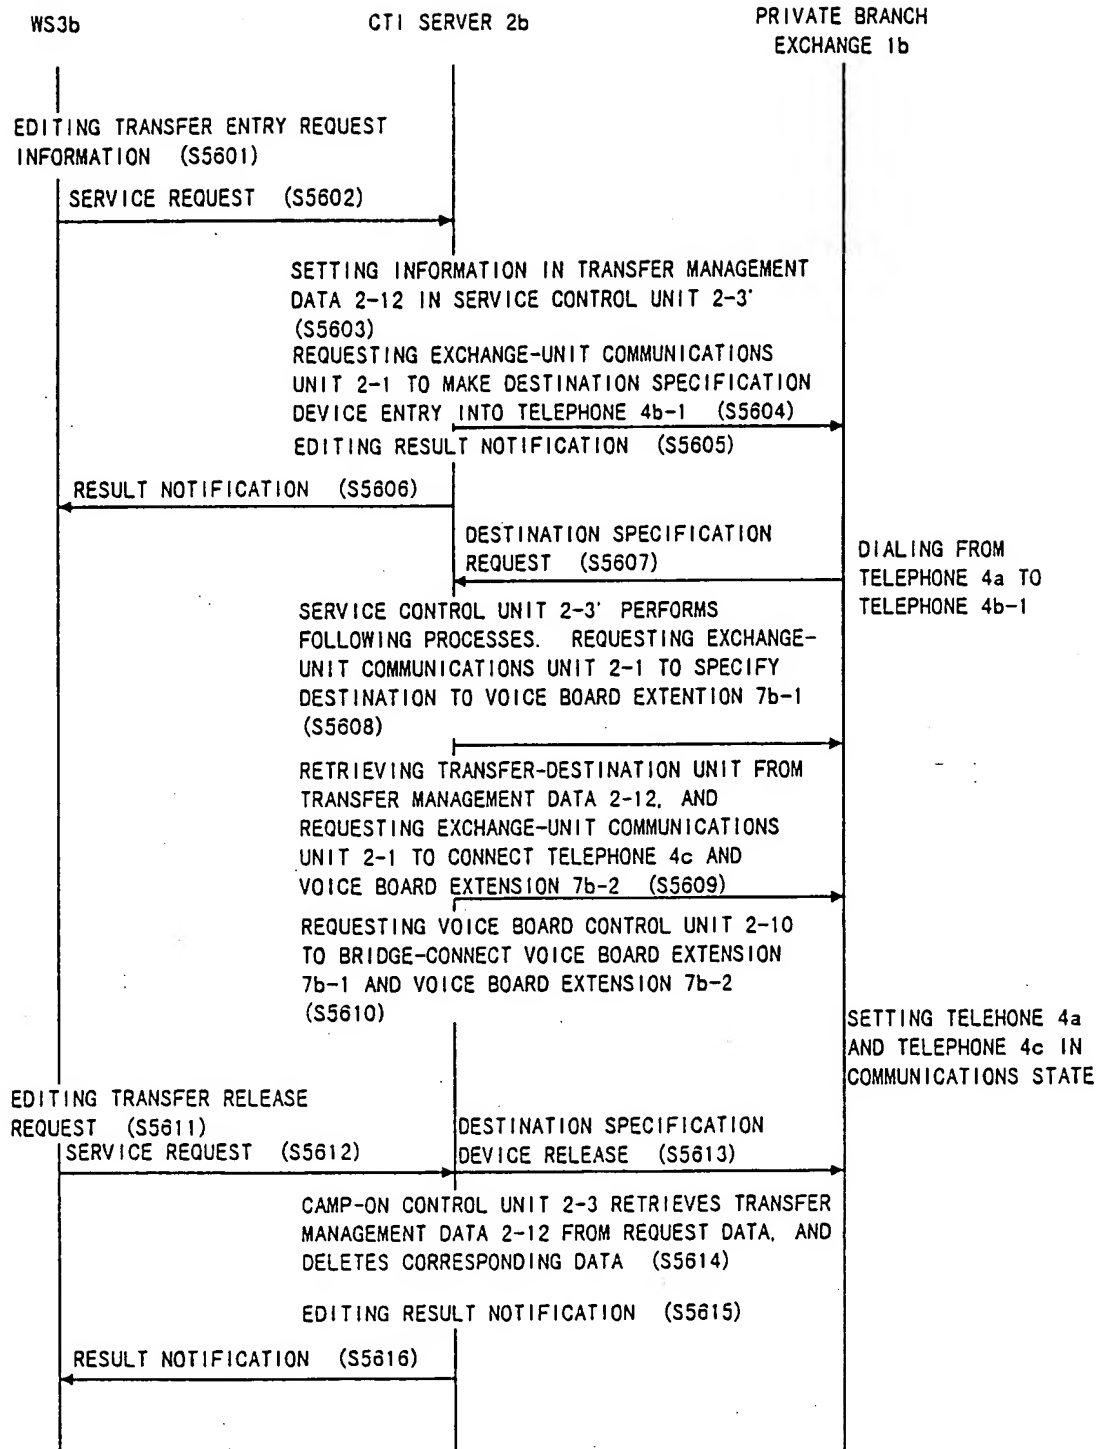 WS3b
CTI SERVER 2b
PRIVATE BRANCH
EXCHANGE 1b
EDITING TRANSFER ENTRY REQUEST
INFORMATION (S5601)
SERVICE REQUEST (S5602)
SETTING INFORMATION IN TRANSFER MANAGEMENT
DATA 2-12 IN SERVICE CONTROL UNIT 2-3'
(S5603)
REQUESTING EXCHANGE-UNIT COMMUNICATIONS
UNIT 2-1 TO MAKE DESTINATION SPECIFICATION
DEVICE ENTRY INTO TELEPHONE 4b-1 (S5604)
EDITING RESULT NOTIFICATION (S5605)
RESULT NOTIFICATION (S5606)
DESTINATION SPECIFICATION
REQUEST (S5607)
DIALING FROM
TELEPHONE 4a TO
TELEPHONE 4b-1
SERVICE CONTROL UNIT 2-3' PERFORMS
FOLLOWING PROCESSES. REQUESTING EXCHANGE-
UNIT COMMUNICATIONS UNIT 2-1 TO SPECIFY
DESTINATION TO VOICE BOARD EXTENTION 7b-1
(S5608)
RETRIEVING TRANSFER-DESTINATION UNIT FROM
TRANSFER MANAGEMENT DATA 2-12, AND
REQUESTING EXCHANGE-UNIT COMMUNICATIONS
UNIT 2-1 TO CONNECT TELEPHONE 4c AND
VOICE BOARD EXTENSION 7b-2 (S5609)
REQUESTING VOICE BOARD CONTROL UNIT 2-10
TO BRIDGE-CONNECT VOICE BOARD EXTENSION
7b-1 AND VOICE BOARD EXTENSION 7b-2
(S5610)
SETTING TELEHONE 4a
AND TELEPHONE 4c IN
COMMUNICATIONS STATE
EDITING TRANSFER RELEASE
REQUEST (S5611)
SERVICE REQUEST (S5612)
DESTINATION SPECIFICATION
DEVICE RELEASE (S5613)
CAMP-ON CONTROL UNIT 2-3 RETRIEVES TRANSFER
MANAGEMENT DATA 2-12 FROM REQUEST DATA, AND
DELETES CORRESPONDING DATA (S5614)
EDITING RESULT NOTIFICATION (S5615)
RESULT NOTIFICATION (S5616)